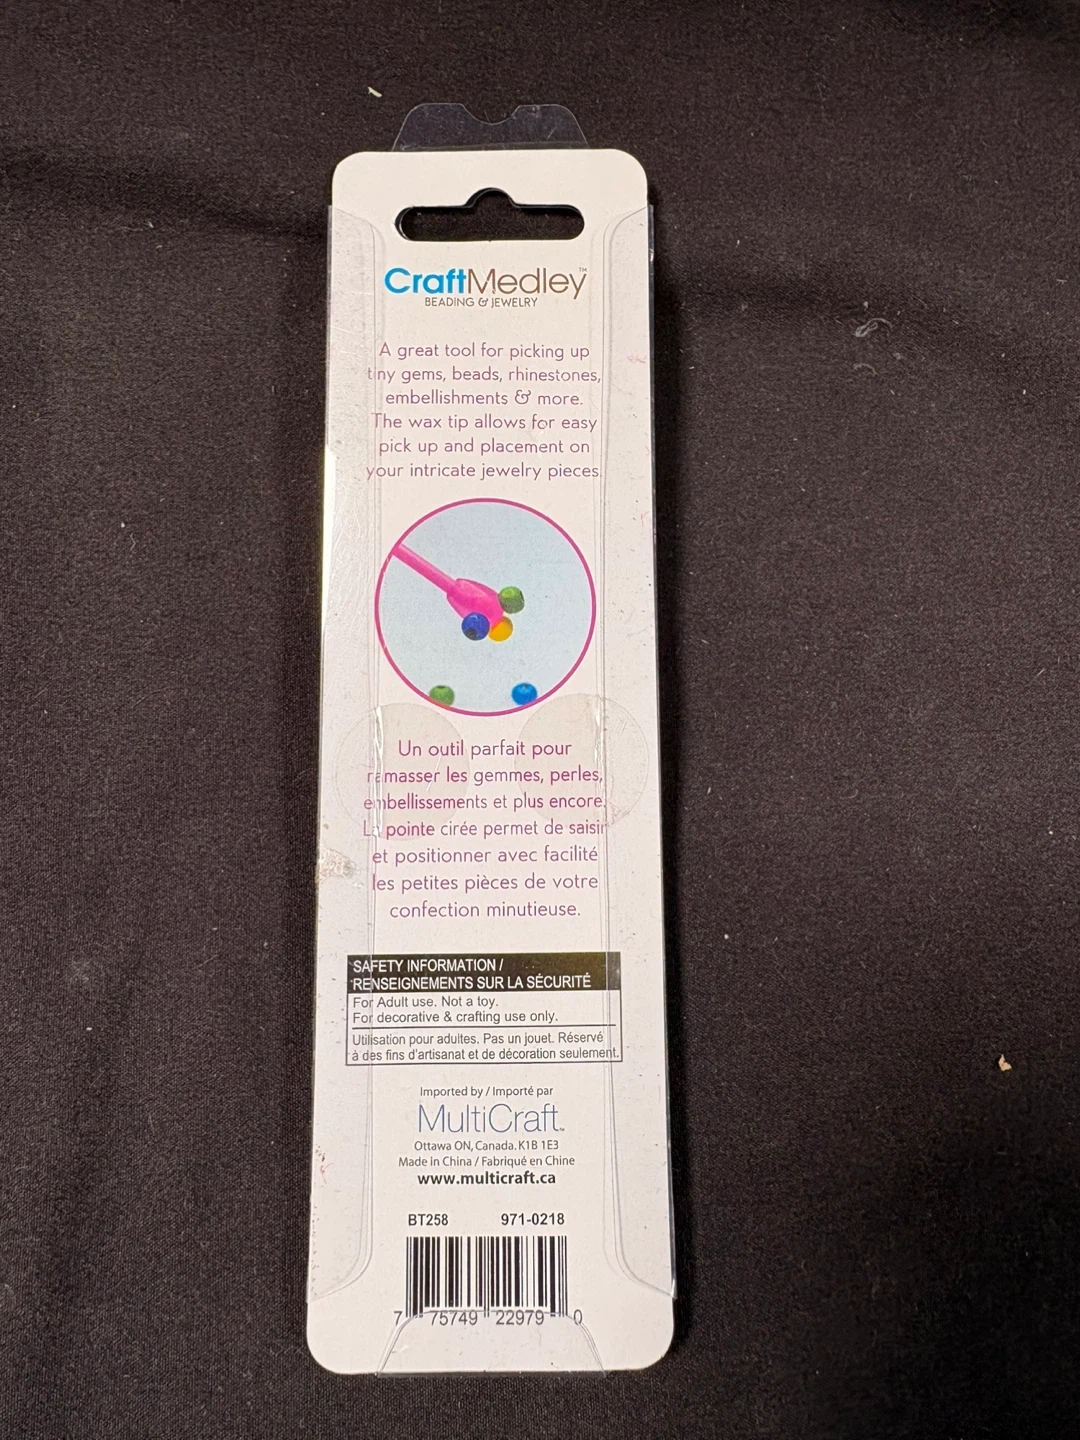 CraftMedley™
BEADING & JEWELRY
A great tool for picking up
tiny gems, beads, rhinestones,
embellishments & more.
The wax tip allows for easy
pick up and placement on
your intricate jewelry pieces.
Un outil parfait pour
ramasser les gemmes, perles,
embellissements et plus encore.
La pointe cirée permet de saisir
et positionner avec facilité
les petites pièces de votre
confection minutieuse.
SAFETY INFORMATION /
RENSEIGNEMENTS SUR LA SÉCURITÉ
For Adult use. Not a toy.
For decorative & crafting use only.
Utilisation pour adultes. Pas un jouet. Réservé
à des fins d'artisanat et de décoration seulement.
Imported by / Importé par
MultiCraft™
Ottawa ON, Canada. K1B 1E3
Made in China / Fabriqué en Chine
www.multicraft.ca
BT258 971-0218
7 75749 22979 0